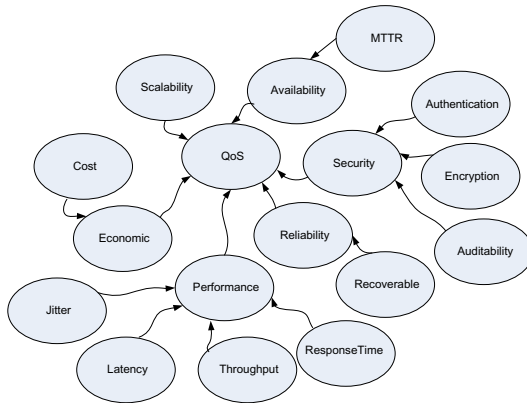 MTTR
Scalability
Availability
Authentication
QoS
Security
Cost
Encryption
Economic
Reliability
Auditability
Recoverable
Performance
Jitter
ResponseTime
Latency
Throughput